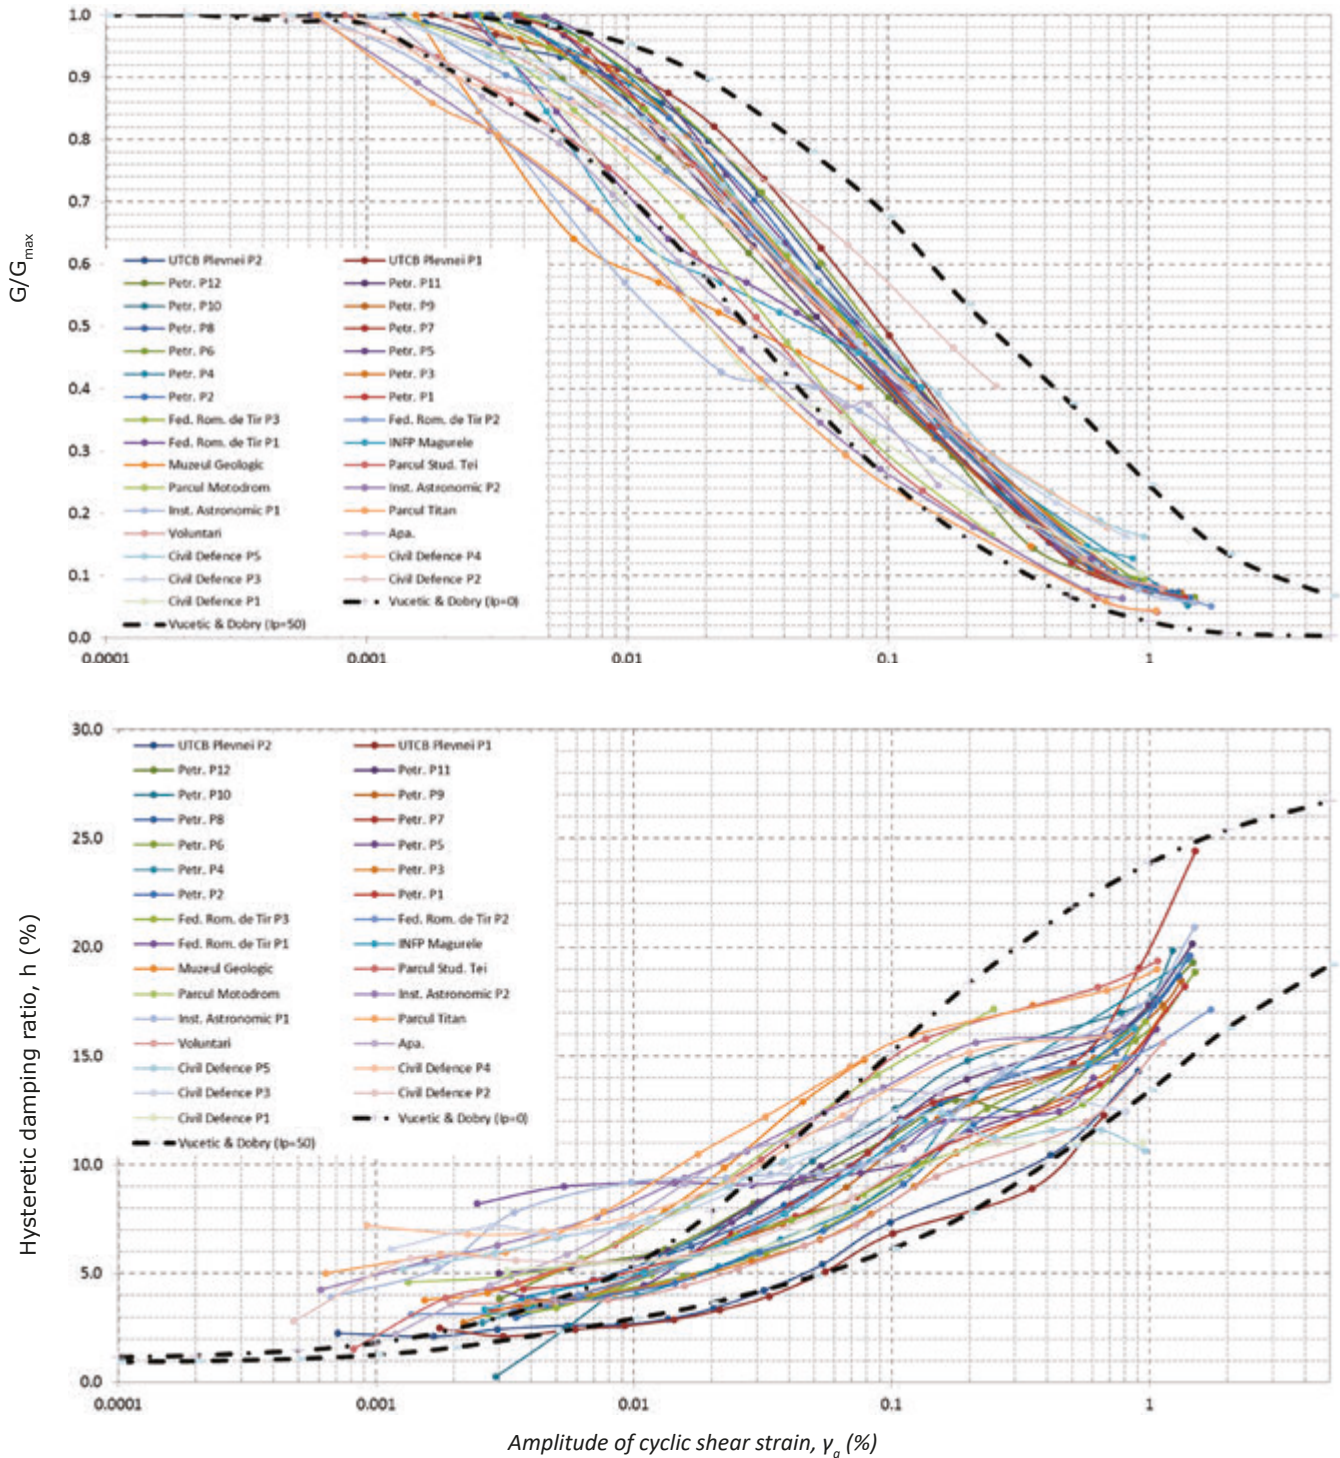 1.0
0.9
0.8
0.7
0.6
0.5
0.4
0.3
0.2
0.1
0.0
G/Gmax
UTCB Plevnei P2 UTCB Plevnei P1
Petr. P12 Petr. P11
Petr. P10 Petr. P9
Petr. P8 Petr. P7
Petr. P6 Petr. P5
Petr. P4 Petr. P3
Petr. P2 Petr. P1
Fed. Rom. de Tir P3 Fed. Rom. de Tir P2
Fed. Rom. de Tir P1 INFP Magurele
Muzeul Geologic Parcul Stud. Tei
Parcul Motodrom Inst. Astronomic P2
Inst. Astronomic P1 Parcul Titan
Voluntari Apa.
Civil Defence P5 Civil Defence P4
Civil Defence P3 Civil Defence P2
Civil Defence P1 Vucetic & Dobry (Ip=0)
Vucetic & Dobry (Ip=50)
0.0001 0.001 0.01 0.1 1
30.0
25.0
20.0
15.0
10.0
5.0
0.0
Hysteretic damping ratio, h (%)
UTCB Plevnei P2 UTCB Plevnei P1
Petr. P12 Petr. P11
Petr. P10 Petr. P9
Petr. P8 Petr. P7
Petr. P6 Petr. P5
Petr. P4 Petr. P3
Petr. P2 Petr. P1
Fed. Rom. de Tir P3 Fed. Rom. de Tir P2
Fed. Rom. de Tir P1 INFP Magurele
Muzeul Geologic Parcul Stud. Tei
Parcul Motodrom Inst. Astronomic P2
Inst. Astronomic P1 Parcul Titan
Voluntari Apa.
Civil Defence P5 Civil Defence P4
Civil Defence P3 Civil Defence P2
Civil Defence P1 Vucetic & Dobry (Ip=0)
Vucetic & Dobry (Ip=50)
0.0001 0.001 0.01 0.1 1
Amplitude of cyclic shear strain, γa (%)